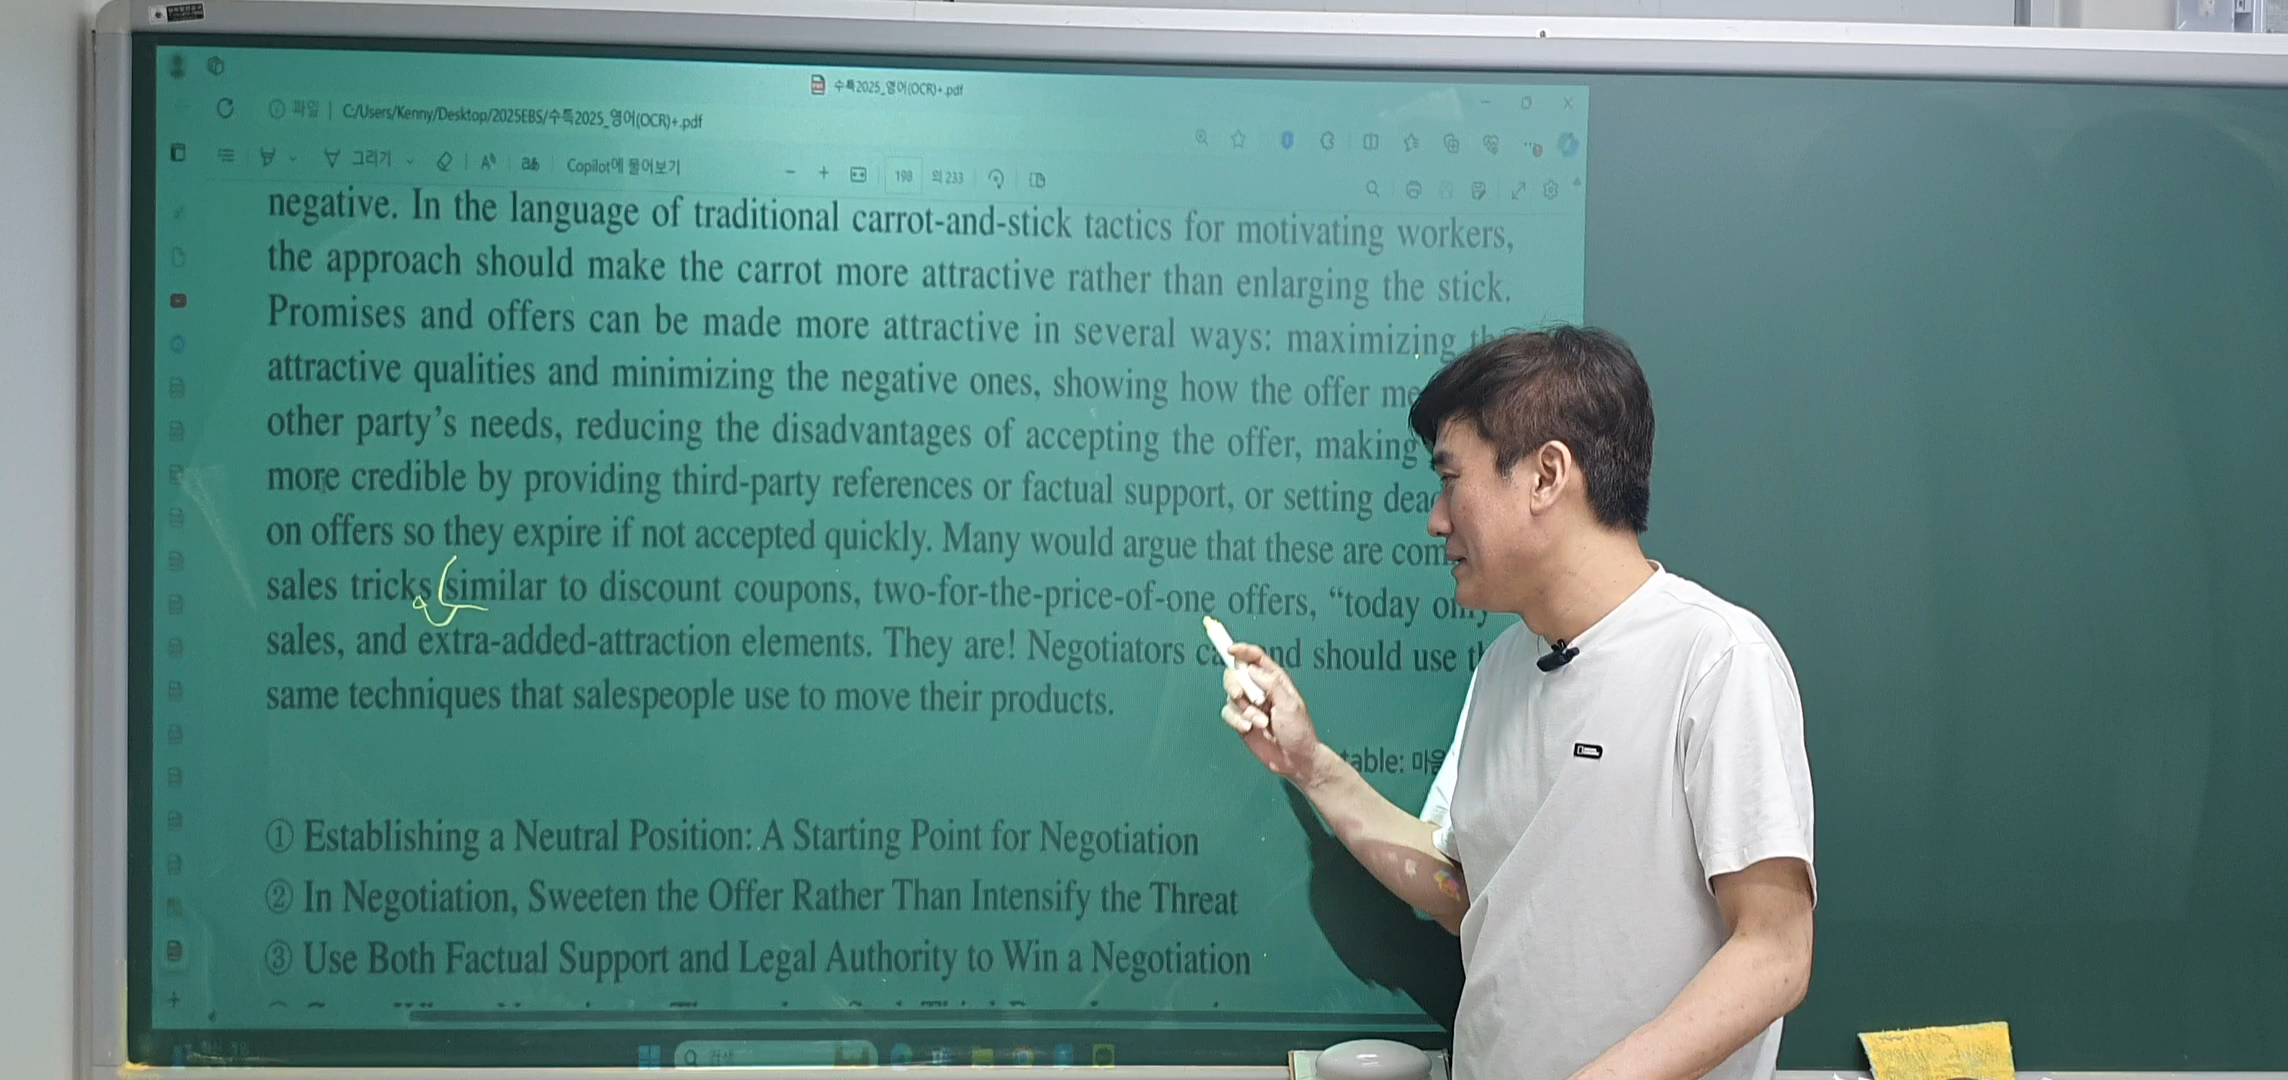 수특2025_영어(OCR)+.pdf
파일 | C:/Users/Kenny/Desktop/2025EBS/수특2025_영어(OCR)+.pdf
그리기 Copilot에 물어보기 198 의 233
negative. In the language of traditional carrot-and-stick tactics for motivating workers,
the approach should make the carrot more attractive rather than enlarging the stick.
Promises and offers can be made more attractive in several ways: maximizing
attractive qualities and minimizing the negative ones, showing how the offer
other party's needs, reducing the disadvantages of accepting the offer, making
more credible by providing third-party references or factual support, or setting
on offers so they expire if not accepted quickly. Many would argue that these are
sales tricks similar to discount coupons, two-for-the-price-of-one offers, "today only
sales, and extra-added-attraction elements. They are! Negotiators and should use
same techniques that salespeople use to move their products.
① Establishing a Neutral Position: A Starting Point for Negotiation
② In Negotiation, Sweeten the Offer Rather Than Intensify the Threat
③ Use Both Factual Support and Legal Authority to Win a Negotiation
검색